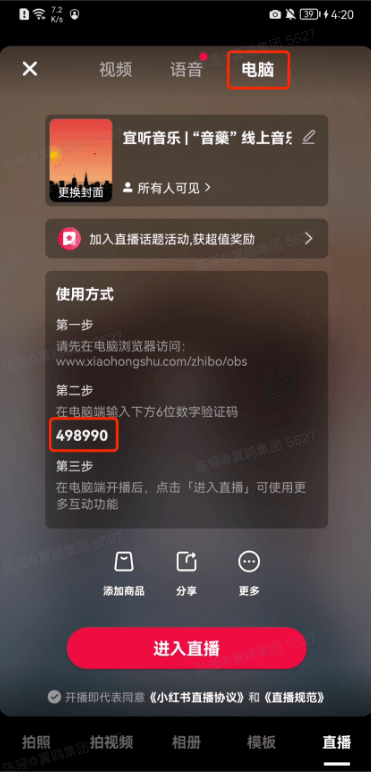 7.2
K/s
39
4:20
视频
语音
电脑
宜听音乐 | “音藥” 线上音乐
更换封面
所有人可见
加入直播话题活动,获超值奖励
使用方式
第一步
请先在电脑浏览器访问：
www.xiaohongshu.com/zhibo/obs
第二步
在电脑端输入下方6位数字验证码
498990
第三步
在电脑端开播后，点击「进入直播」可使用更
多互动功能
添加商品
分享
更多
进入直播
开播即代表同意《小红书直播协议》和《直播规范》
拍照
拍视频
相册
模板
直播
陈瑶@翼鸥集团 5527